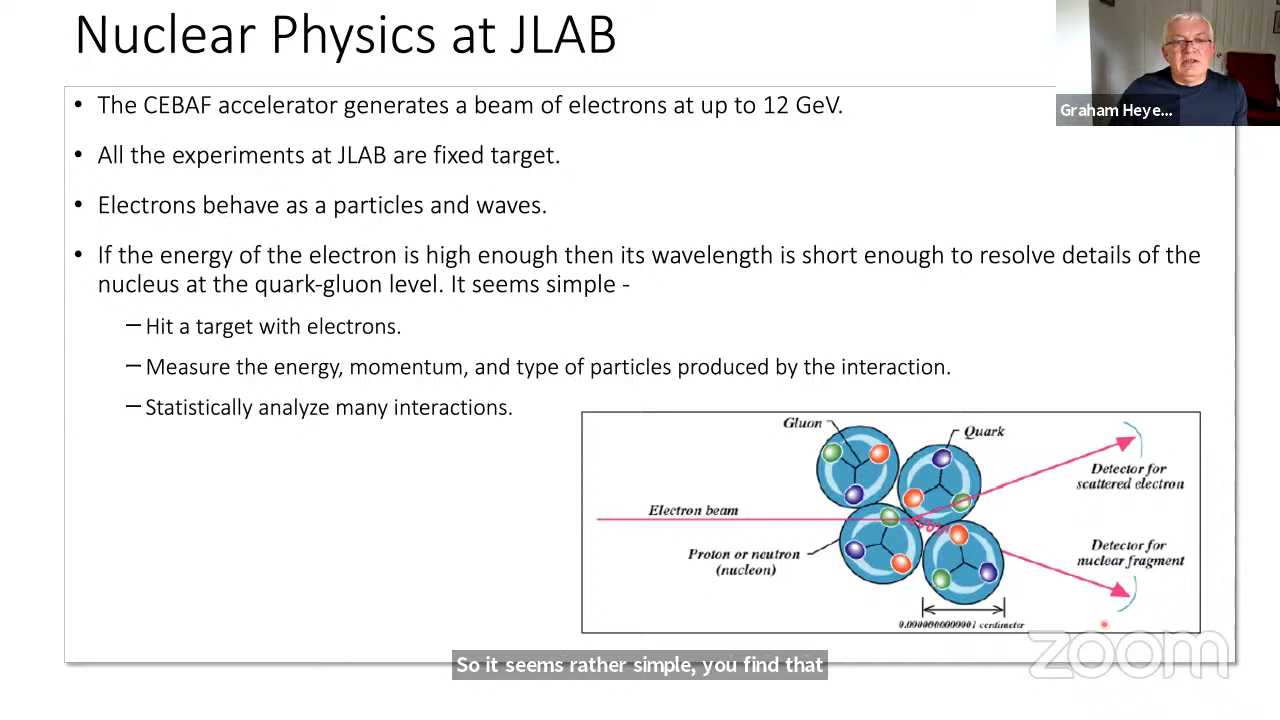 Nuclear Physics at JLAB
Graham Heye...
• The CEBAF accelerator generates a beam of electrons at up to 12 GeV.
• All the experiments at JLAB are fixed target.
• Electrons behave as a particles and waves.
• If the energy of the electron is high enough then its wavelength is short enough to resolve details of the
nucleus at the quark-gluon level. It seems simple -
– Hit a target with electrons.
– Measure the energy, momentum, and type of particles produced by the interaction.
– Statistically analyze many interactions.
Gluon
Quark
Detector for
scattered electron
Electron beam
Proton or neutron
(nucleon)
Detector for
nuclear fragment
centimeter
zoom
So it seems rather simple, you find that